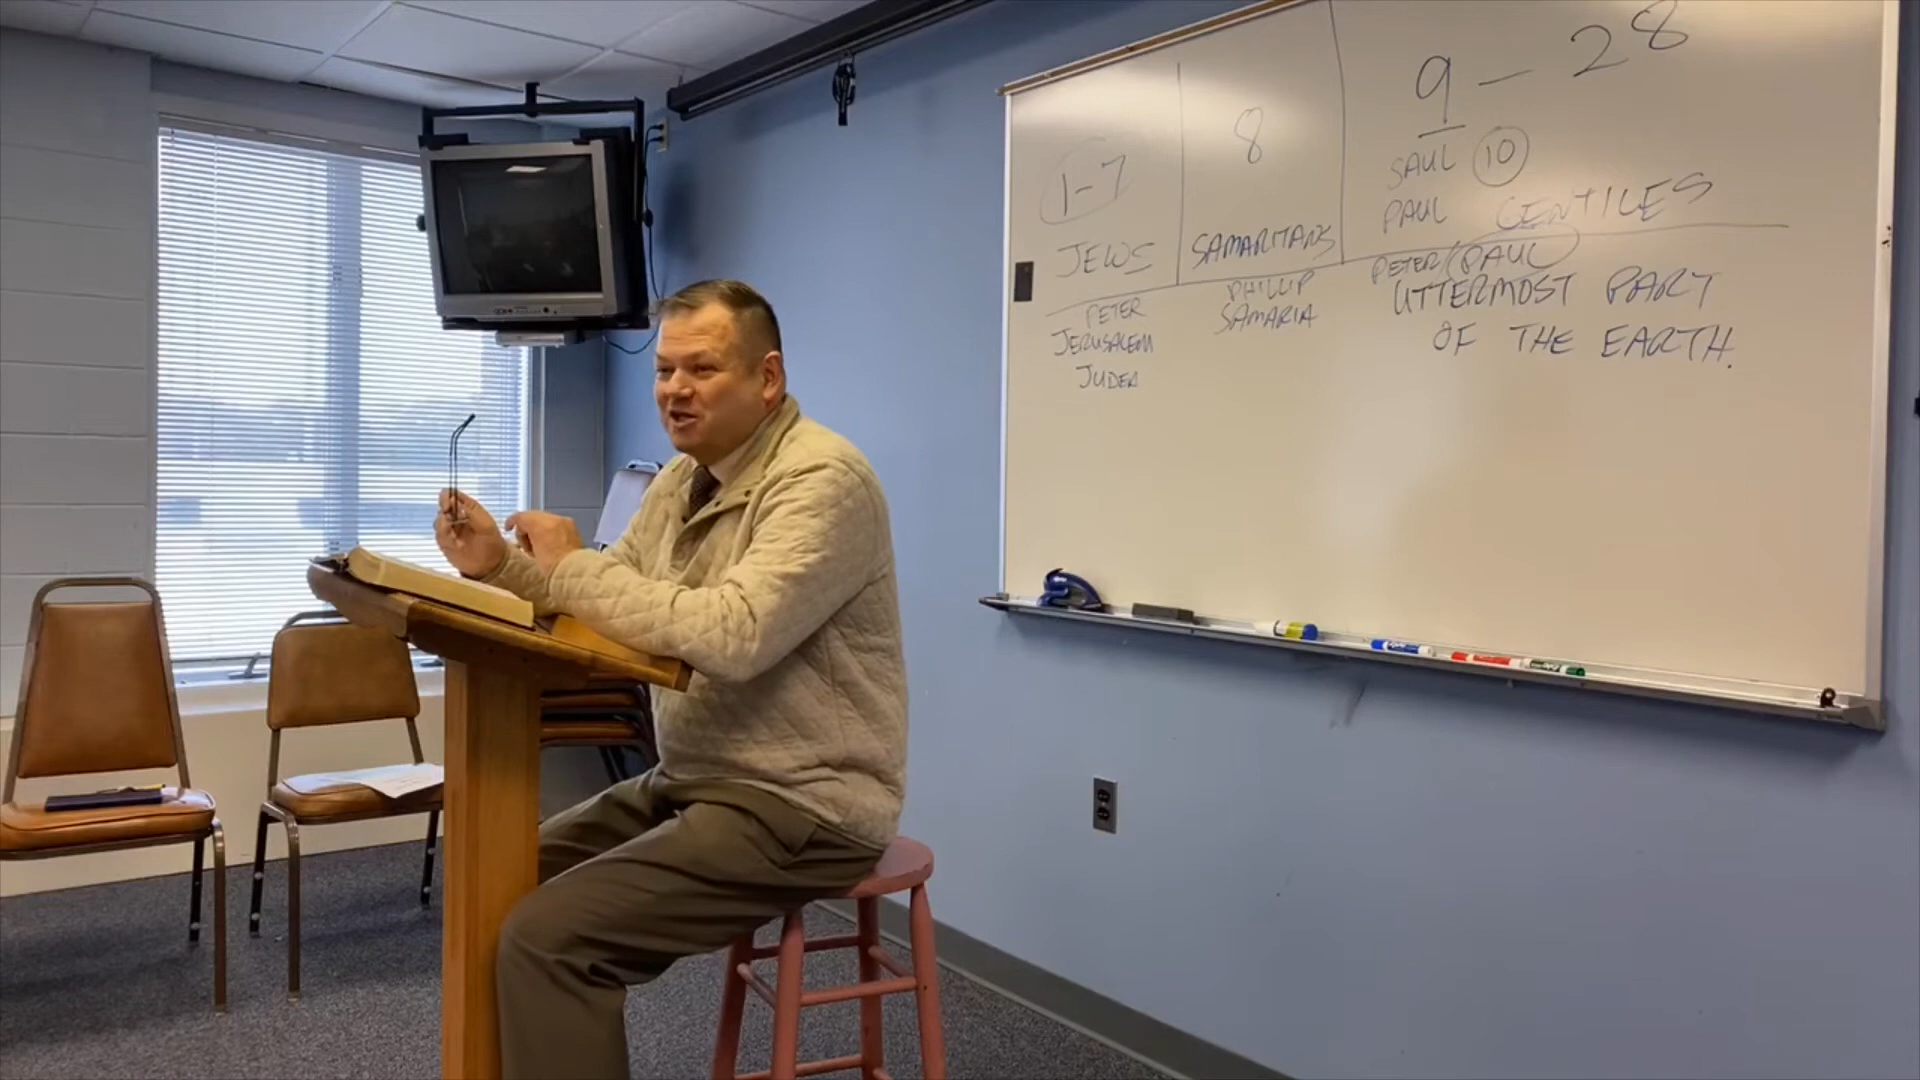 1-7
JEWS
PETER
JERUSALEM
JUDEA
8
SAMARITANS
PHILLIP
SAMARIA
9 - 28
SAUL 10
PAUL GENTILES
PETER/PAUL
UTTERMOST PART
OF THE EARTH.